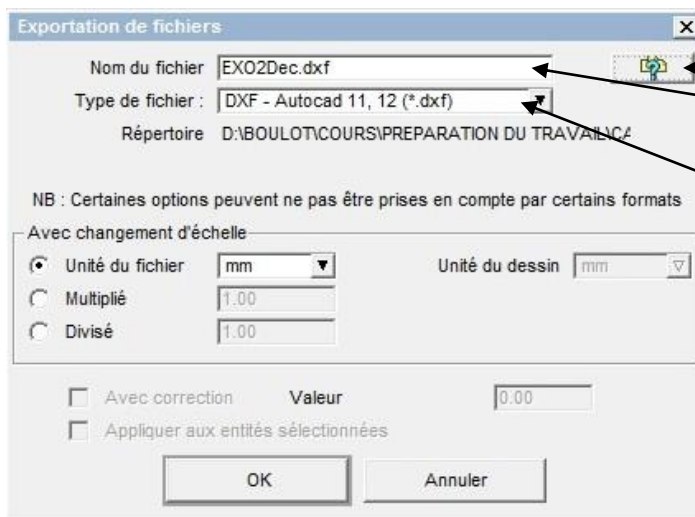 Exportation de fichiers
Nom du fichier EXO2Dec.dxf
Type de fichier : DXF - Autocad 11, 12 (*.dxf)
Répertoire D:\BOULOT\COURS\PREPARATION DU TRAVAIL\CA
NB : Certaines options peuvent ne pas être prises en compte par certains formats
Avec changement d'échelle
Unité du fichier mm Unité du dessin mm
Multiplié 1.00
Divisé 1.00
Avec correction Valeur 0.00
Appliquer aux entités sélectionnées
OK Annuler